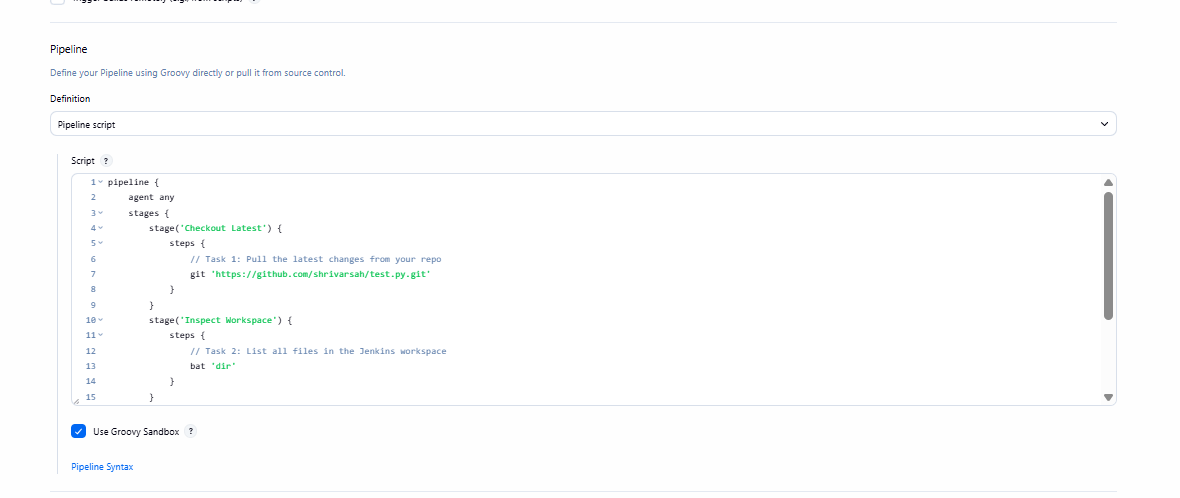 Pipeline
Define your Pipeline using Groovy directly or pull it from source control.
Definition
Pipeline script
Script ?
1 pipeline {
2 agent any
3 stages {
4 stage('Checkout Latest') {
5 steps {
6 // Task 1: Pull the latest changes from your repo
7 git 'https://github.com/shrivarsah/test.py.git'
8 }
9 }
10 stage('Inspect Workspace') {
11 steps {
12 // Task 2: List all files in the Jenkins workspace
13 bat 'dir'
14 }
15 }
Use Groovy Sandbox ?
Pipeline Syntax